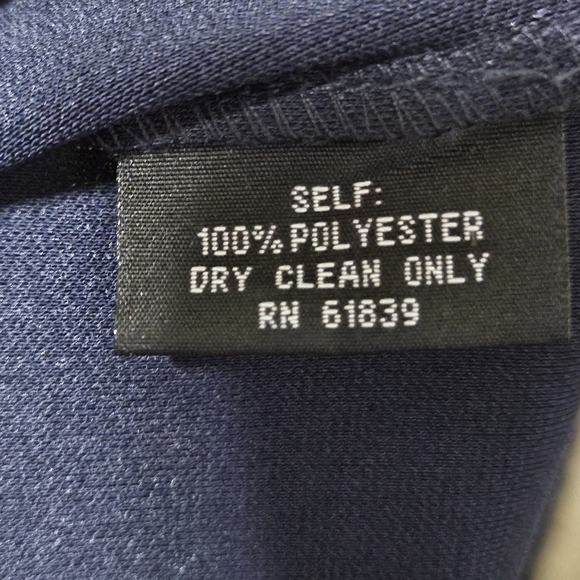 SELF:
100% POLYESTER
DRY CLEAN ONLY
RN 61839